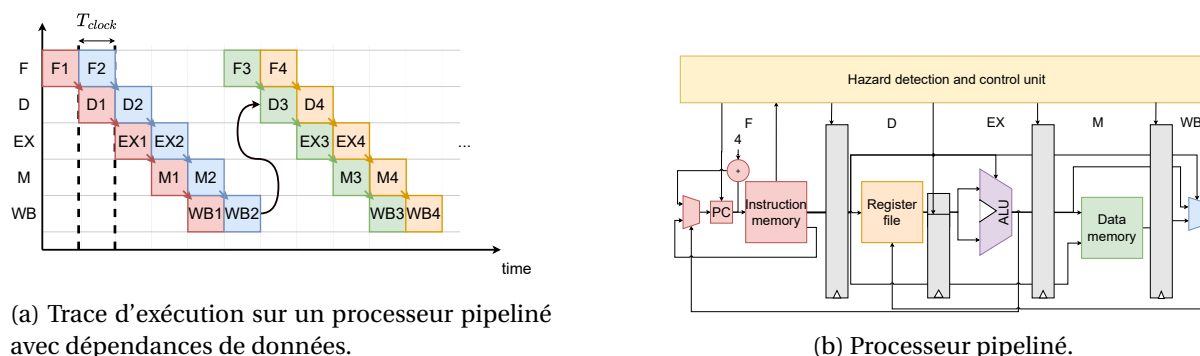 T_clock
F
F1
F2
F3
F4
D
D1
D2
D3
D4
EX
EX1
EX2
EX3
EX4
...
M
M1
M2
M3
M4
WB
WB1
WB2
WB3
WB4
time
(a) Trace d'exécution sur un processeur pipeliné
avec dépendances de données.
Hazard detection and control unit
F
D
EX
M
WB
4
+
PC
Instruction
memory
Register
file
ALU
Data
memory
(b) Processeur pipeliné.